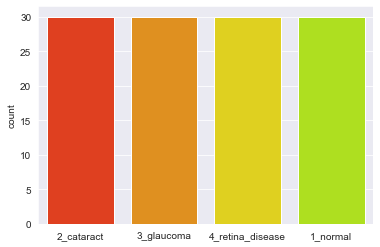 30
25
20
15
10
5
0
count
2_cataract
3_glaucoma
4_retina_disease
1_normal